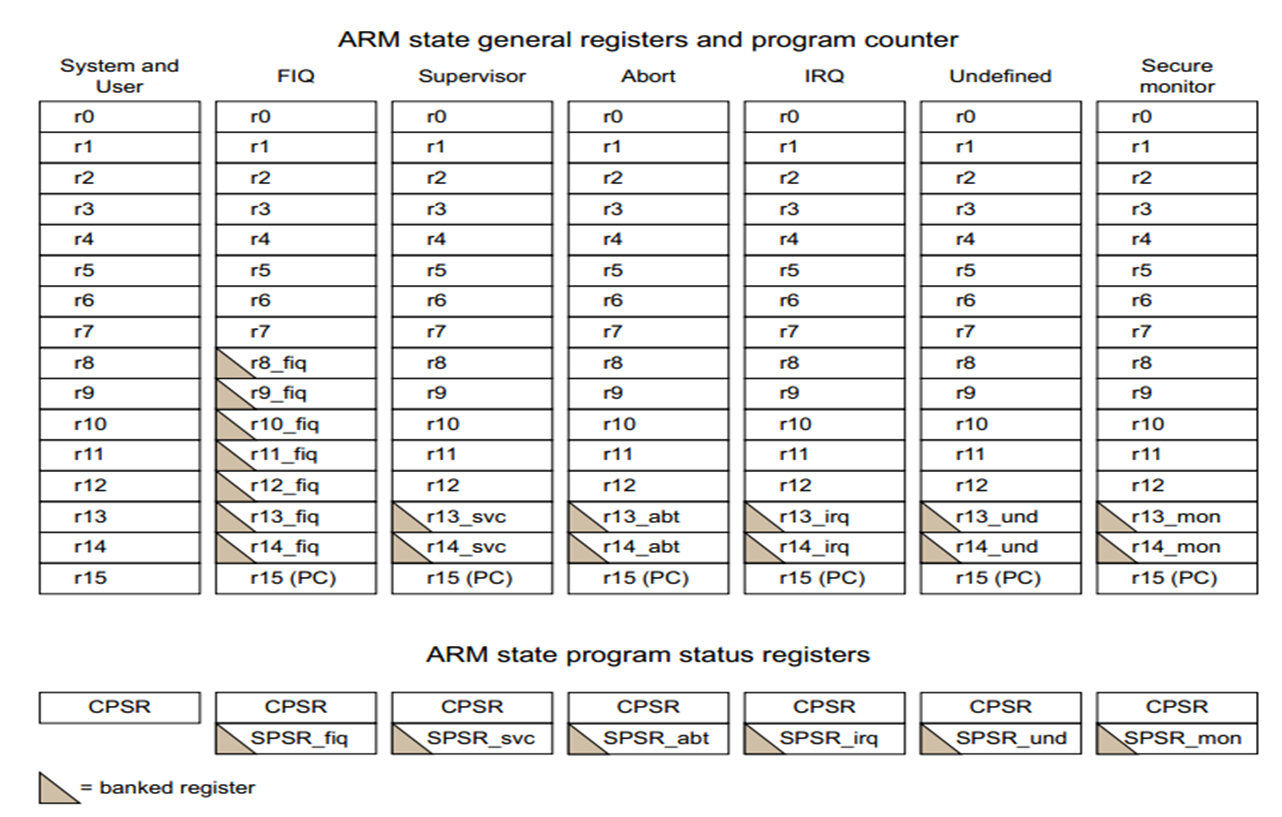 ARM state general registers and program counter
System and User FIQ Supervisor Abort IRQ Undefined Secure monitor
r0 r0 r0 r0 r0 r0 r0
r1 r1 r1 r1 r1 r1 r1
r2 r2 r2 r2 r2 r2 r2
r3 r3 r3 r3 r3 r3 r3
r4 r4 r4 r4 r4 r4 r4
r5 r5 r5 r5 r5 r5 r5
r6 r6 r6 r6 r6 r6 r6
r7 r7 r7 r7 r7 r7 r7
r8 r8_fiq r8 r8 r8 r8 r8
r9 r9_fiq r9 r9 r9 r9 r9
r10 r10_fiq r10 r10 r10 r10 r10
r11 r11_fiq r11 r11 r11 r11 r11
r12 r12_fiq r12 r12 r12 r12 r12
r13 r13_fiq r13_svc r13_abt r13_irq r13_und r13_mon
r14 r14_fiq r14_svc r14_abt r14_irq r14_und r14_mon
r15 r15 (PC) r15 (PC) r15 (PC) r15 (PC) r15 (PC) r15 (PC)
ARM state program status registers
CPSR CPSR CPSR CPSR CPSR CPSR CPSR
SPSR_fiq SPSR_svc SPSR_abt SPSR_irq SPSR_und SPSR_mon
= banked register